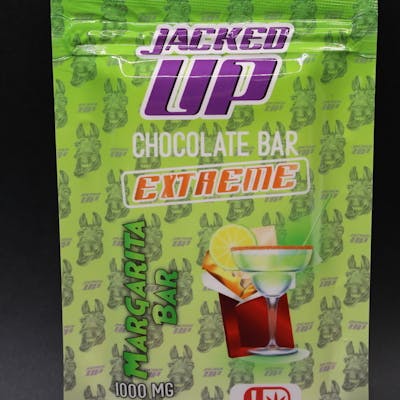 JACKED
UP
CHOCOLATE BAR
EXTREME
MARGARITA
BAR
1000 MG